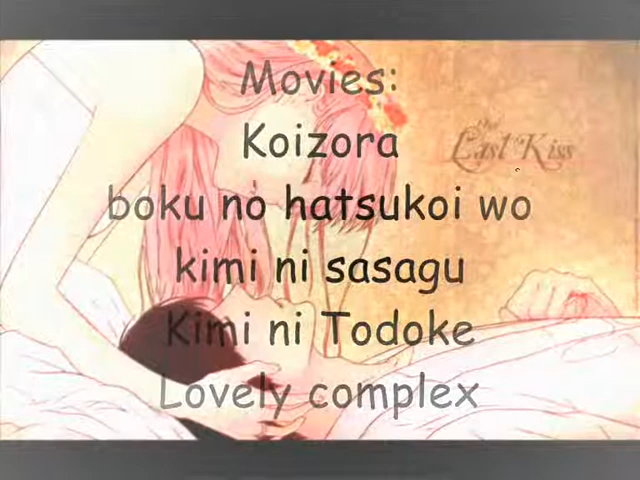 Movies:
Koizora
The
Last Kiss
boku no hatsukoi wo
kimi ni sasagu
Kimi ni Todoke
Lovely complex